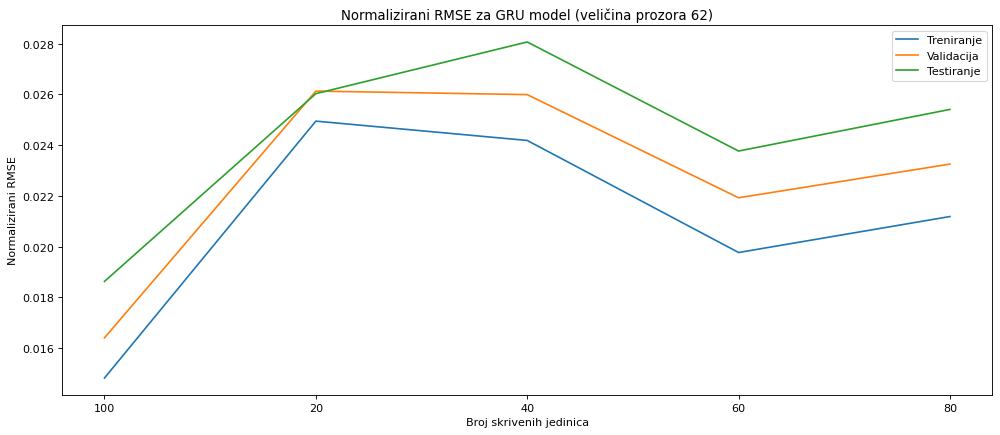 Normalizirani RMSE za GRU model (veličina prozora 62)
Treniranje
Validacija
Testiranje
Normalizirani RMSE
0.028
0.026
0.024
0.022
0.020
0.018
0.016
100 20 40 60 80
Broj skrivenih jedinica